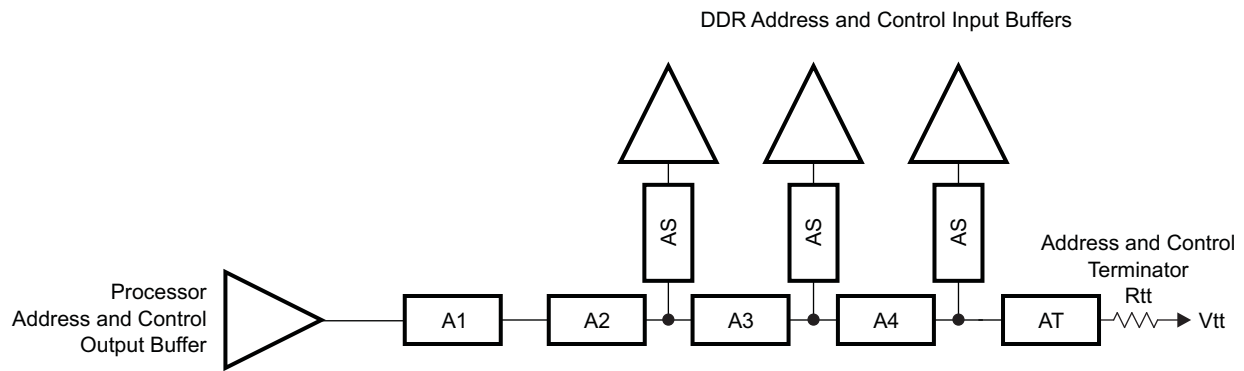 DDR Address and Control Input Buffers
AS
AS
AS
Address and Control
Terminator
Rtt
Processor
Address and Control
Output Buffer
A1
A2
A3
A4
AT
Vtt